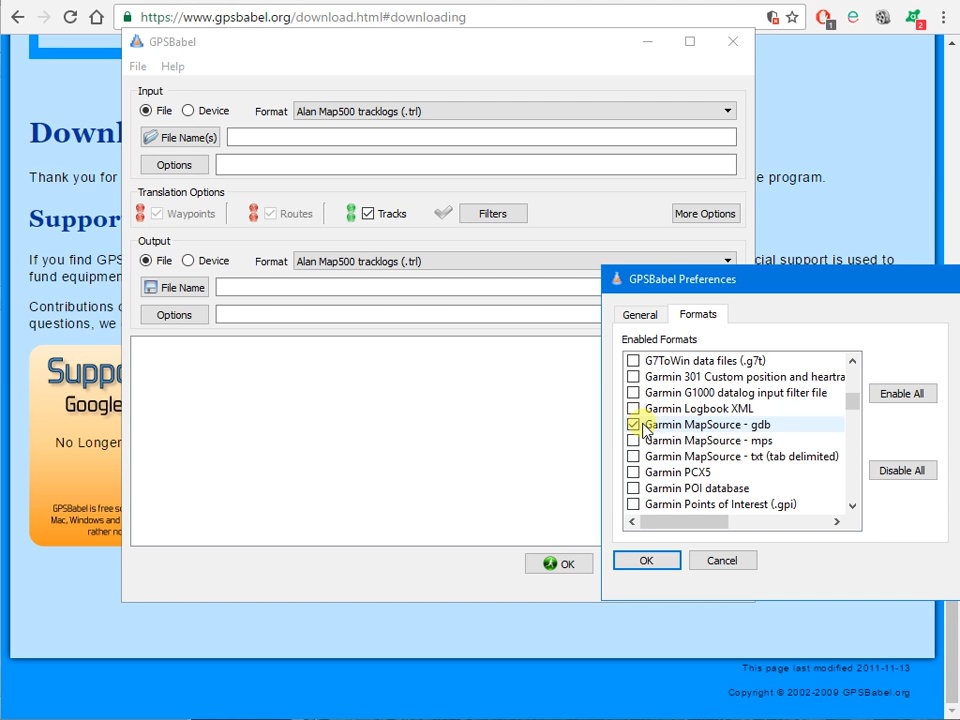 https://www.gpsbabel.org/download.html#downloading
1
2
GPSBabel
File Help
Input
File Device Format Alan Map500 tracklogs (.trl)
File Name(s)
Options
Translation Options
Waypoints Routes Tracks Filters More Options
Output
File Device Format Alan Map500 tracklogs (.trl)
File Name
Options
OK
Thank you for
e program.
If you find GPS
cial support is used to
fund equipme
Contributions
questions, we
Google
No Longer
GPSBabel is free s
Mac, Windows and
rather no
GPSBabel Preferences
General Formats
Enabled Formats
G7ToWin data files (.g7t)
Garmin 301 Custom position and heartra
Garmin G1000 datalog input filter file
Garmin Logbook XML
Garmin MapSource - gdb
Garmin MapSource - mps
Garmin MapSource - txt (tab delimited)
Garmin PCX5
Garmin POI database
Garmin Points of Interest (.gpi)
Enable All
Disable All
OK Cancel
This page last modified 2011-11-13
Copyright © 2002-2009 GPSBabel.org